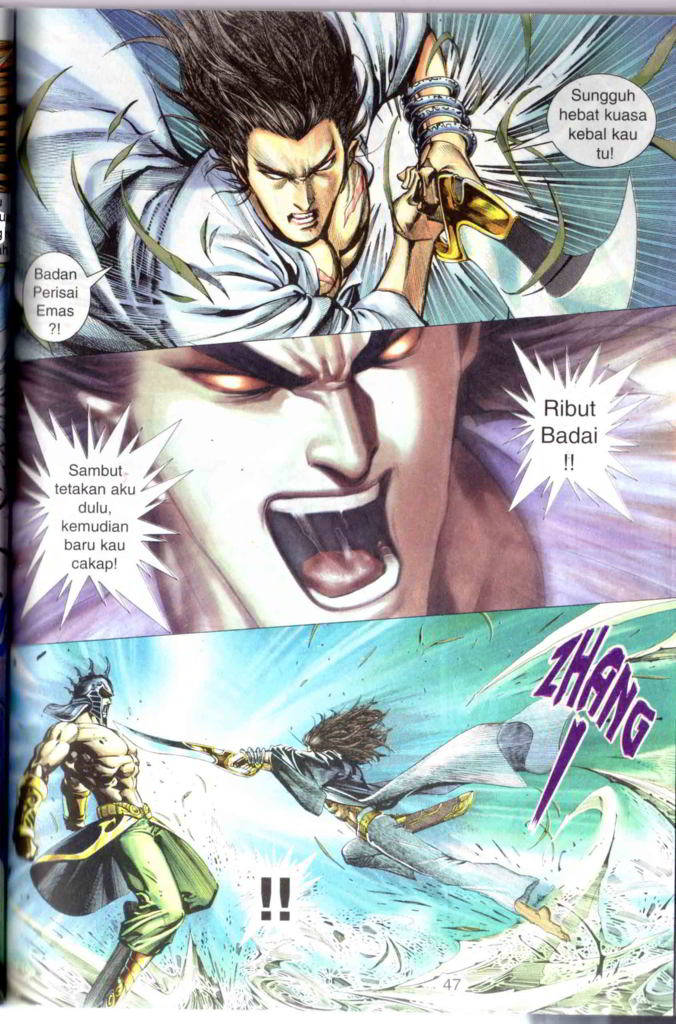 Sungguh
hebat kuasa
kebal kau
tu!
Badan
Perisai
Emas
?!
Ribut
Badai
!!
Sambut
tetakan aku
dulu,
kemudian
baru kau
cakap!
ZHANG
!
!!
47